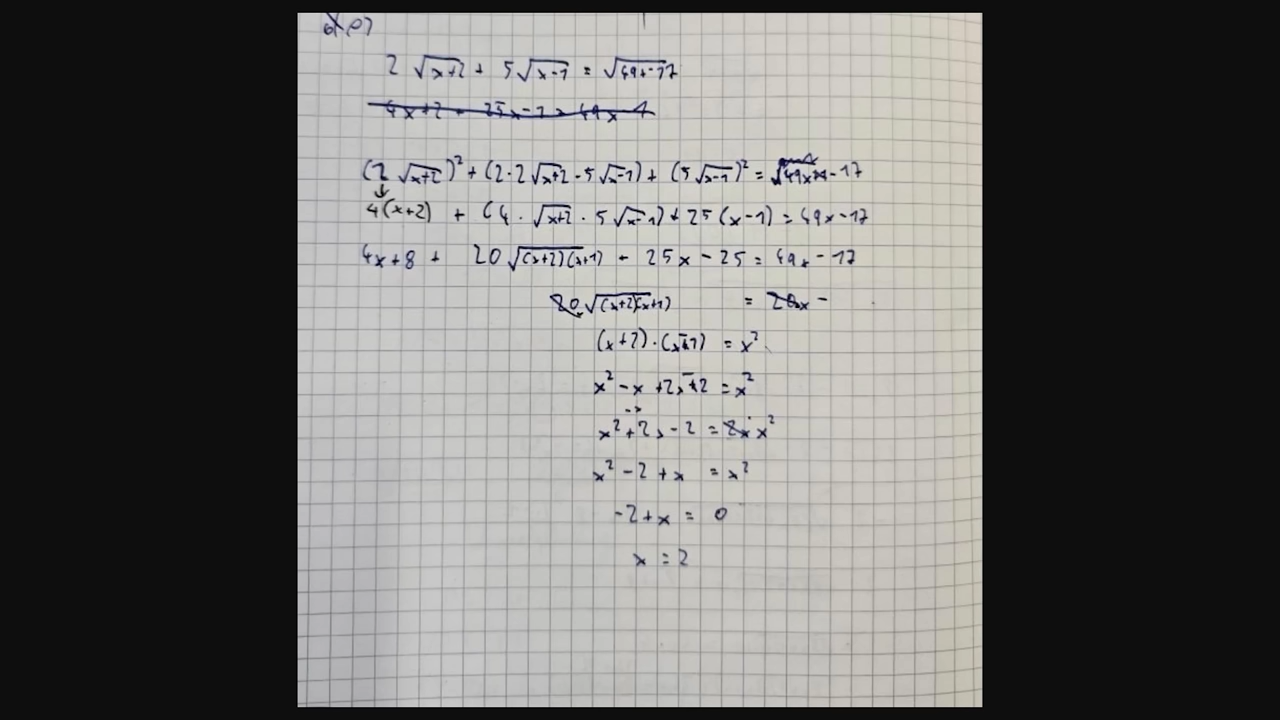 2 √(x+2) + 5√(x-1) = √(49x-17)
4x+2 + 25x-1 = 49x
(2 √(x+2))² + (2·2√(x+2) · 5√(x-1)) + (5√(x-1))² = 49x-17
4(x+2) + (4 · √(x+2) · 5√(x-1)) + 25(x-1) = 49x-17
4x+8 + 20√((x+2)(x+1)) + 25x - 25 = 49x - 17
20√((x+2)(x+1)) = 20x -
(x+2)·(x-1) = x²
x² - x + 2x - 2 = x²
-x
x² + 2x - 2 = x²
x² - 2 + x = x²
-2+x = 0
x = 2